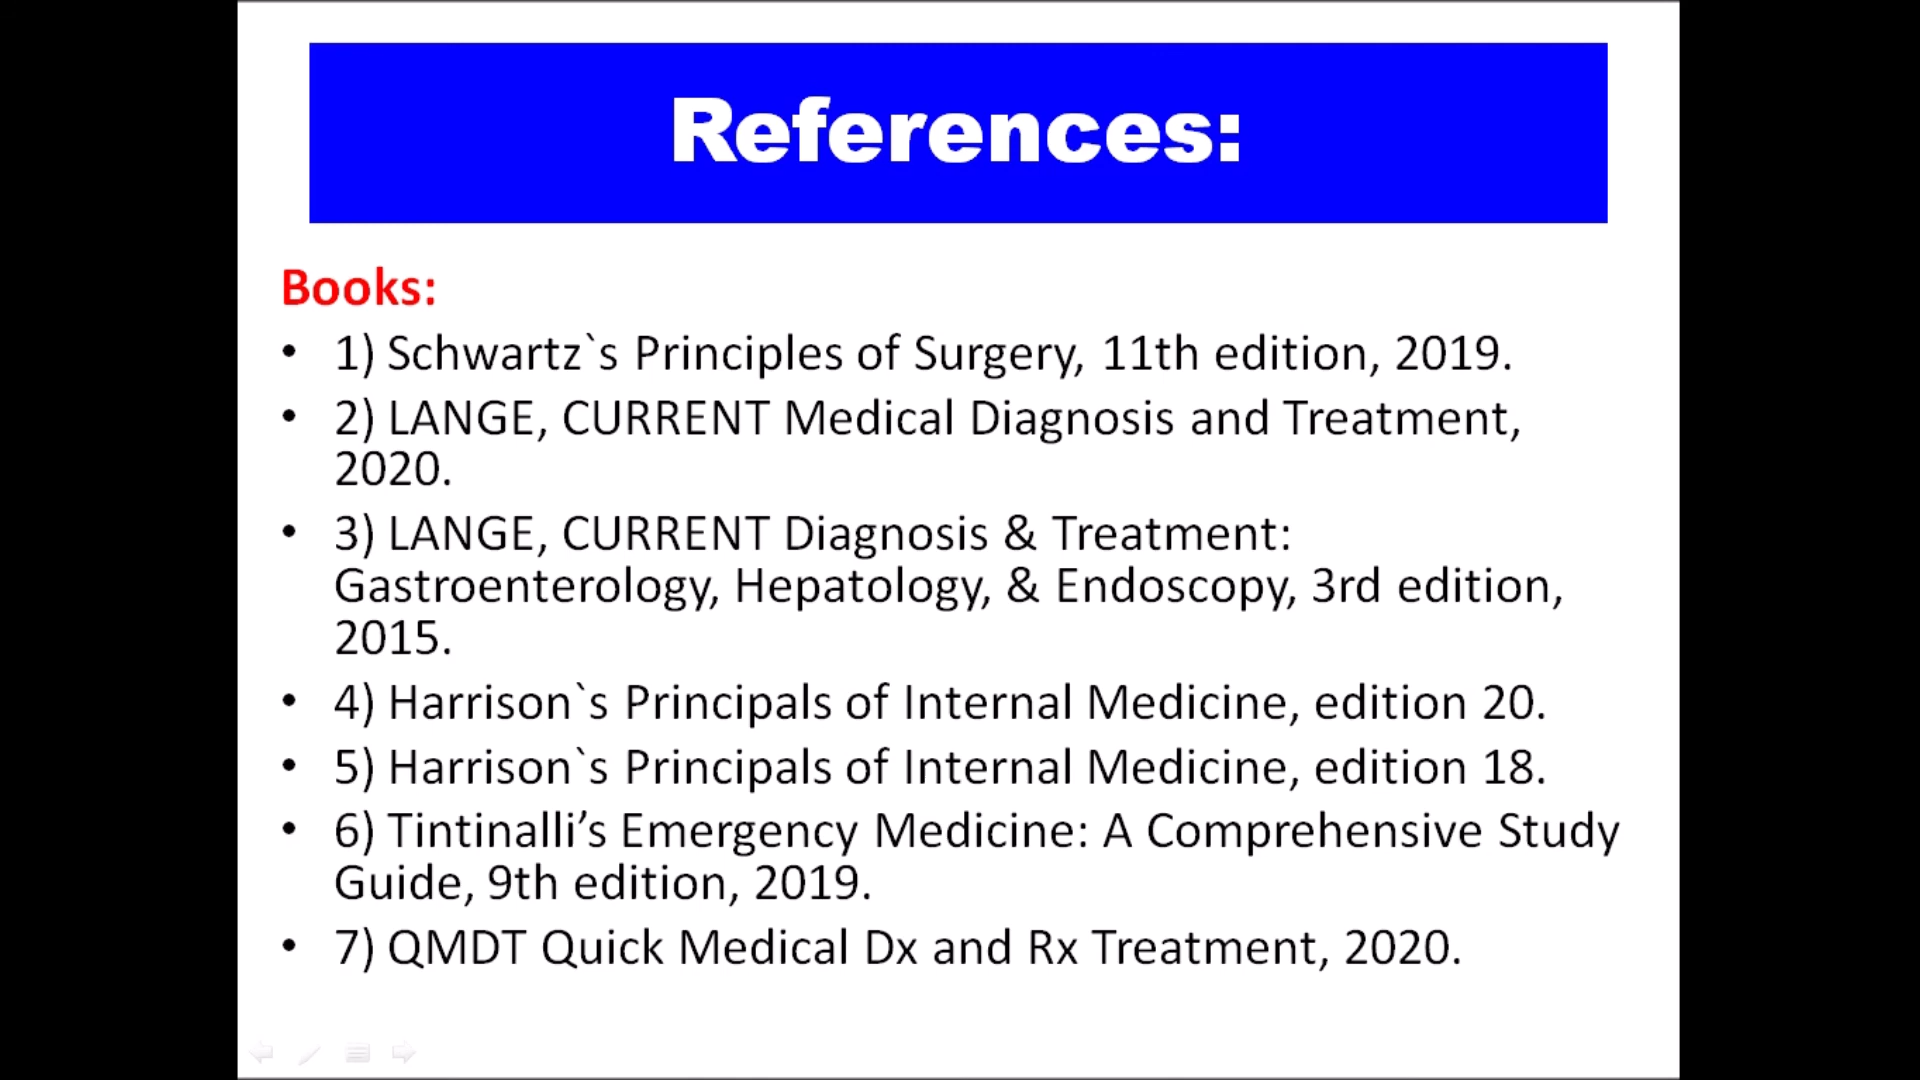 References:
Books:
• 1) Schwartz`s Principles of Surgery, 11th edition, 2019.
• 2) LANGE, CURRENT Medical Diagnosis and Treatment,
2020.
• 3) LANGE, CURRENT Diagnosis & Treatment:
Gastroenterology, Hepatology, & Endoscopy, 3rd edition,
2015.
• 4) Harrison`s Principals of Internal Medicine, edition 20.
• 5) Harrison`s Principals of Internal Medicine, edition 18.
• 6) Tintinalli’s Emergency Medicine: A Comprehensive Study
Guide, 9th edition, 2019.
• 7) QMDT Quick Medical Dx and Rx Treatment, 2020.